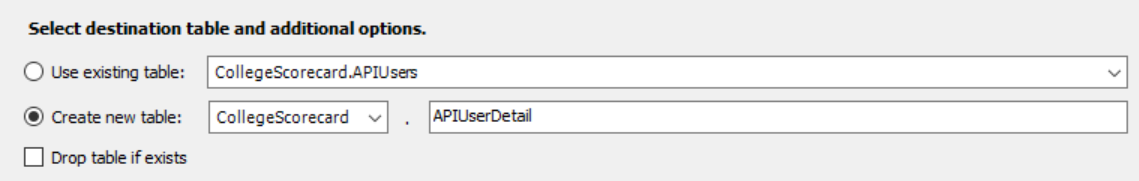 Select destination table and additional options.
Use existing table: CollegeScorecard.APIUsers
Create new table: CollegeScorecard . APIUserDetail
Drop table if exists